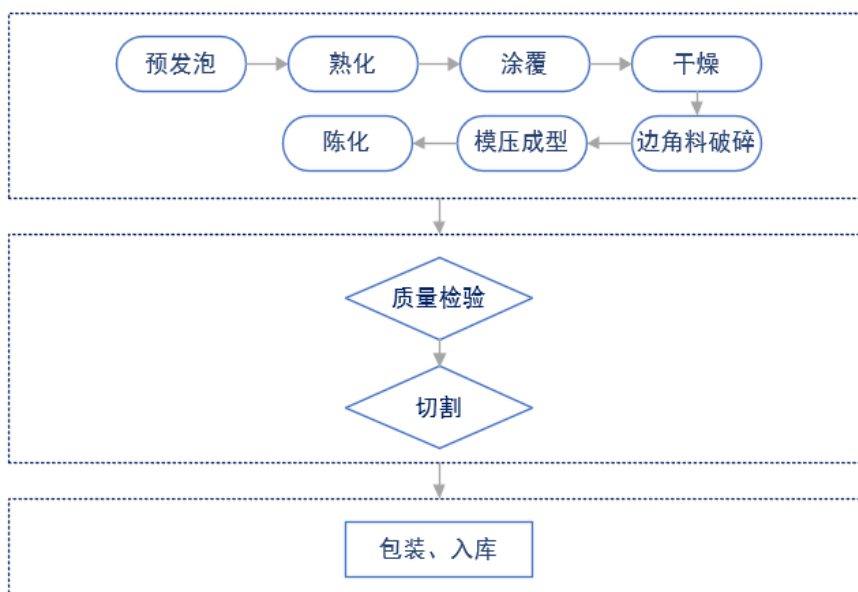 预发泡
熟化
涂覆
干燥
边角料破碎
模压成型
陈化
质量检验
切割
包装、入库